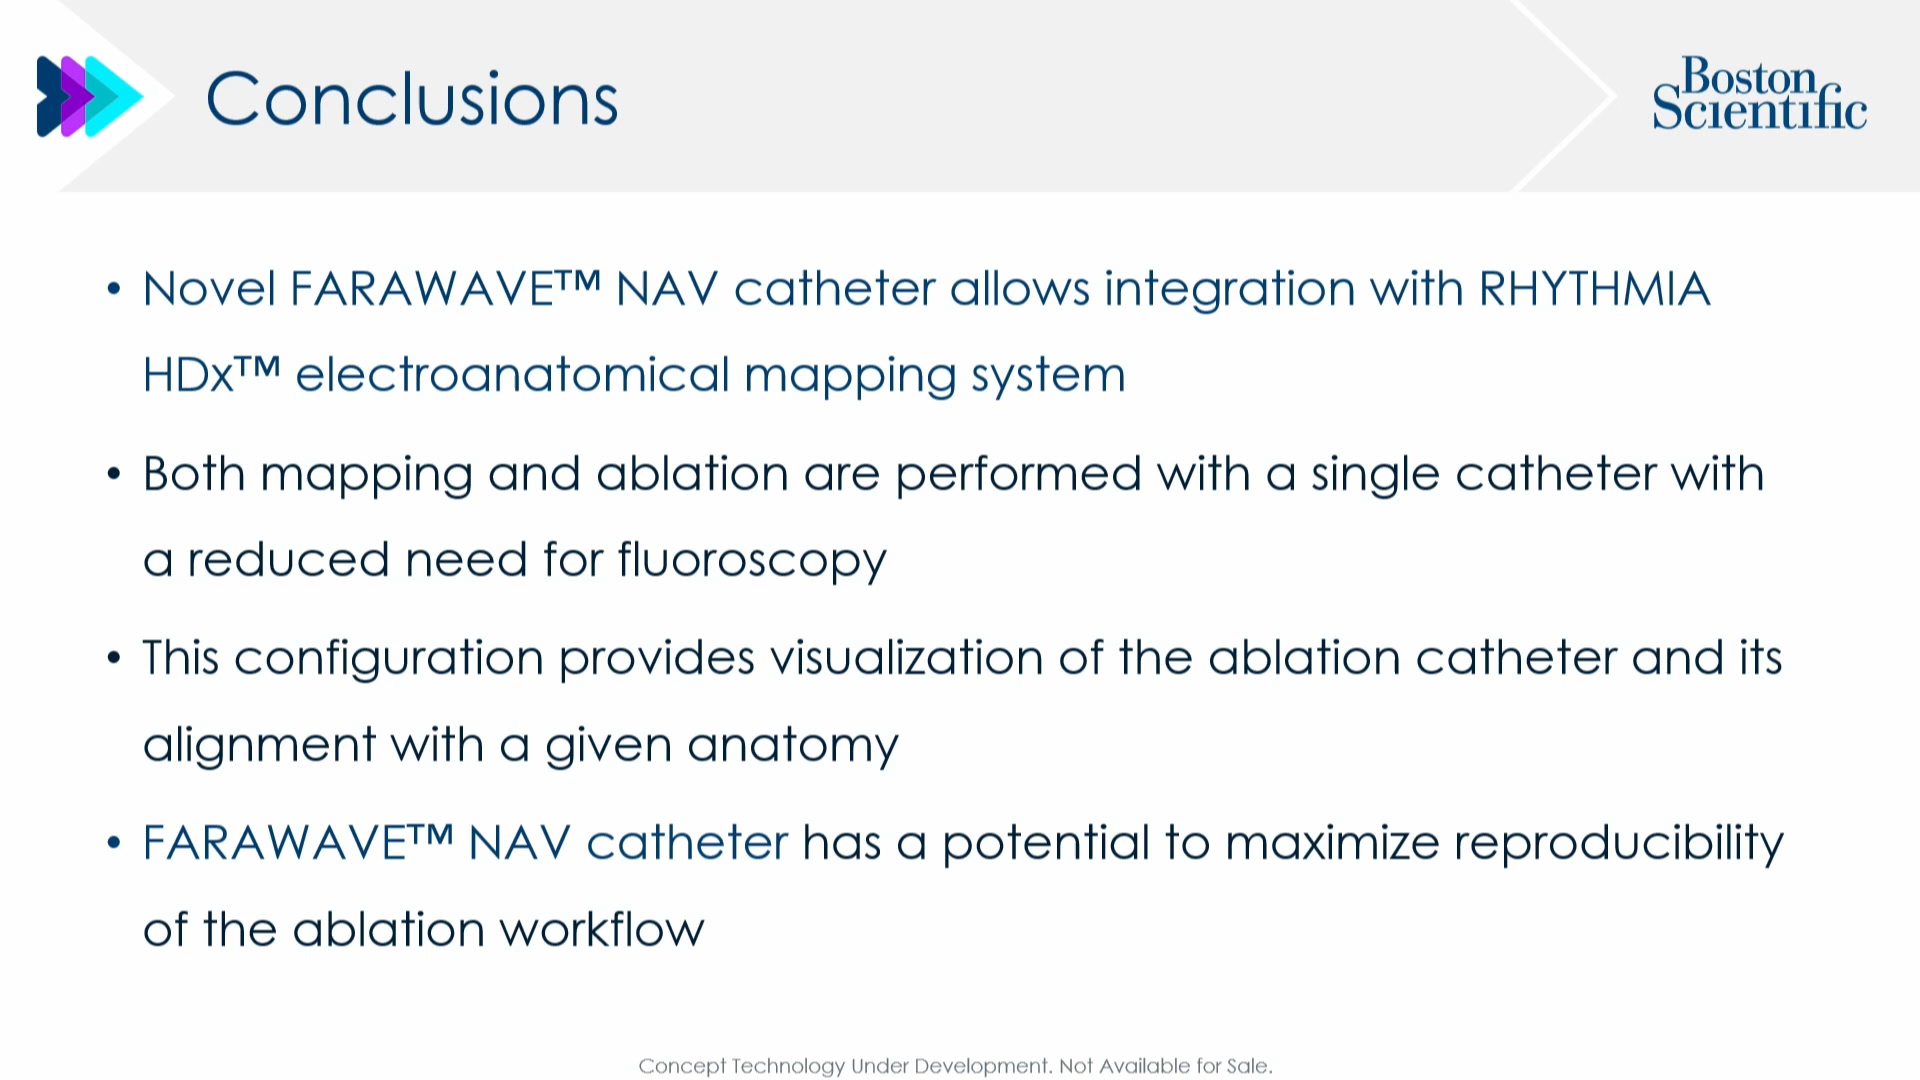 Conclusions
Boston
Scientific
• Novel FARAWAVE™ NAV catheter allows integration with RHYTHMIA
HDx™ electroanatomical mapping system
• Both mapping and ablation are performed with a single catheter with
a reduced need for fluoroscopy
• This configuration provides visualization of the ablation catheter and its
alignment with a given anatomy
• FARAWAVE™ NAV catheter has a potential to maximize reproducibility
of the ablation workflow
Concept Technology Under Development. Not Available for Sale.